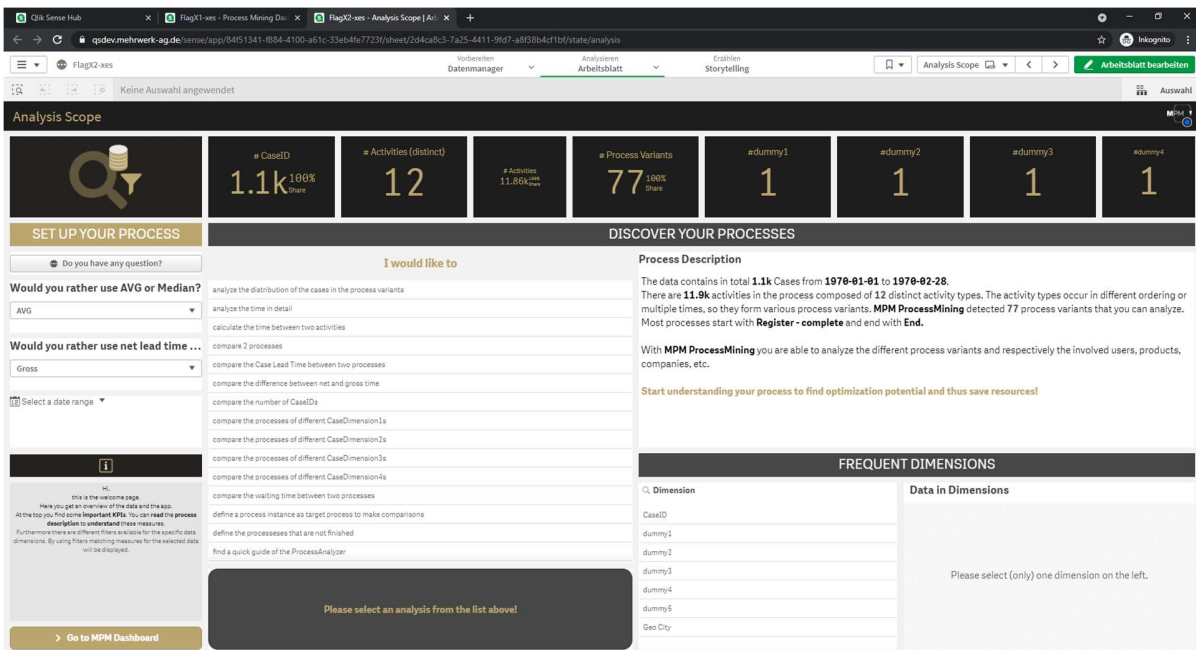 Qlik Sense Hub
FlagX1-xes - Process Mining Das
FlagX2-xes - Analysis Scope | Arb
qsdev.mehrwerk-ag.de/sense/app/84f51341-f884-4100-a61c-33eb4fe7723f/sheet/2d4ca8c3-7a25-4411-9fd7-a8f38b4cf1bf/state/analysis
Inkognito
FlagX2-xes
Vorbereiten
Datenmanager
Analysieren
Arbeitsblatt
Erzählen
Storytelling
Analysis Scope
Arbeitsblatt bearbeiten
Keine Auswahl angewendet
Auswahl
Analysis Scope
MPM
# CaseID
1.1k 100% Share
# Activities (distinct)
12
# Activities
11.86k 100% Share
# Process Variants
77 100% Share
#dummy1
1
#dummy2
1
#dummy3
1
#dummy4
1
SET UP YOUR PROCESS
DISCOVER YOUR PROCESSES
Do you have any question?
Would you rather use AVG or Median?
AVG
Would you rather use net lead time ...
Gross
Select a date range
i
Hi,
this is the welcome page.
Here you get an overview of the data and the app.
At the top you find some important KPIs. You can read the process
description to understand these measures.
Furthermore there are different filters available for the specific data
dimensions. By using filters matching measures for the selected data
will be displayed.
Go to MPM Dashboard
I would like to
analyze the distribution of the cases in the process variants
analyze the time in detail
calculate the time between two activities
compare 2 processes
compare the Case Lead Time between two processes
compare the difference between net and gross time
compare the number of CaseIDs
compare the processes of different CaseDimension1s
compare the processes of different CaseDimension2s
compare the processes of different CaseDimension3s
compare the processes of different CaseDimension4s
compare the waiting time between two processes
define a process instance as target process to make comparisons
define the processeses that are not finished
find a quick guide of the ProcessAnalyzer
Please select an analysis from the list above!
Process Description
The data contains in total 1.1k Cases from 1970-01-01 to 1970-02-28.
There are 11.9k activities in the process composed of 12 distinct activity types. The activity types occur in different ordering or
multiple times, so they form various process variants. MPM ProcessMining detected 77 process variants that you can analyze.
Most processes start with Register - complete and end with End.
With MPM ProcessMining you are able to analyze the different process variants and respectively the involved users, products,
companies, etc.
Start understanding your process to find optimization potential and thus save resources!
FREQUENT DIMENSIONS
Dimension
CaseID
dummy1
dummy2
dummy3
dummy4
dummy5
Geo City
Data in Dimensions
Please select (only) one dimension on the left.